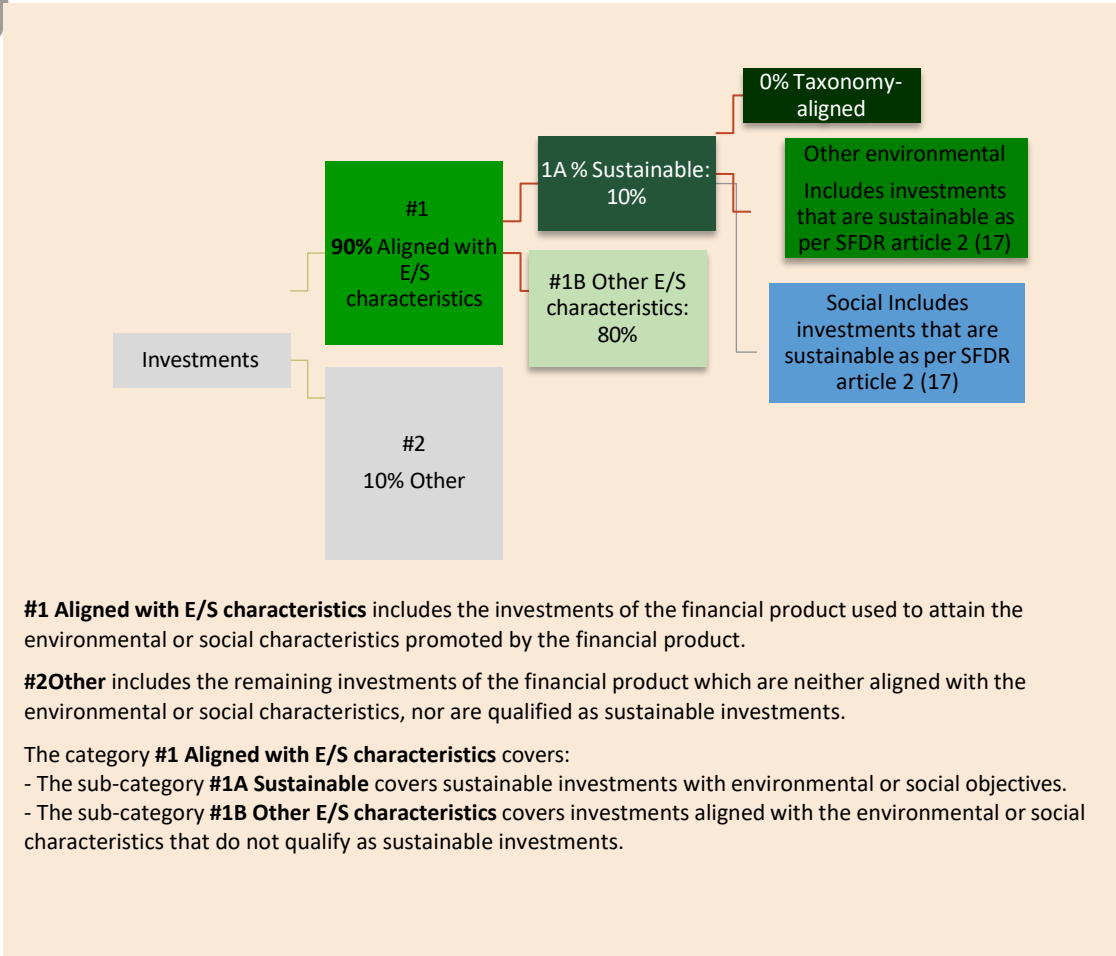 0% Taxonomy-
aligned
Other environmental
Includes investments
that are sustainable as
per SFDR article 2 (17)
1A % Sustainable:
10%
#1
90% Aligned with
E/S
characteristics
#1B Other E/S
characteristics:
80%
Social Includes
investments that are
sustainable as per SFDR
article 2 (17)
Investments
#2
10% Other
#1 Aligned with E/S characteristics includes the investments of the financial product used to attain the
environmental or social characteristics promoted by the financial product.
#2Other includes the remaining investments of the financial product which are neither aligned with the
environmental or social characteristics, nor are qualified as sustainable investments.
The category #1 Aligned with E/S characteristics covers:
- The sub-category #1A Sustainable covers sustainable investments with environmental or social objectives.
- The sub-category #1B Other E/S characteristics covers investments aligned with the environmental or social
characteristics that do not qualify as sustainable investments.